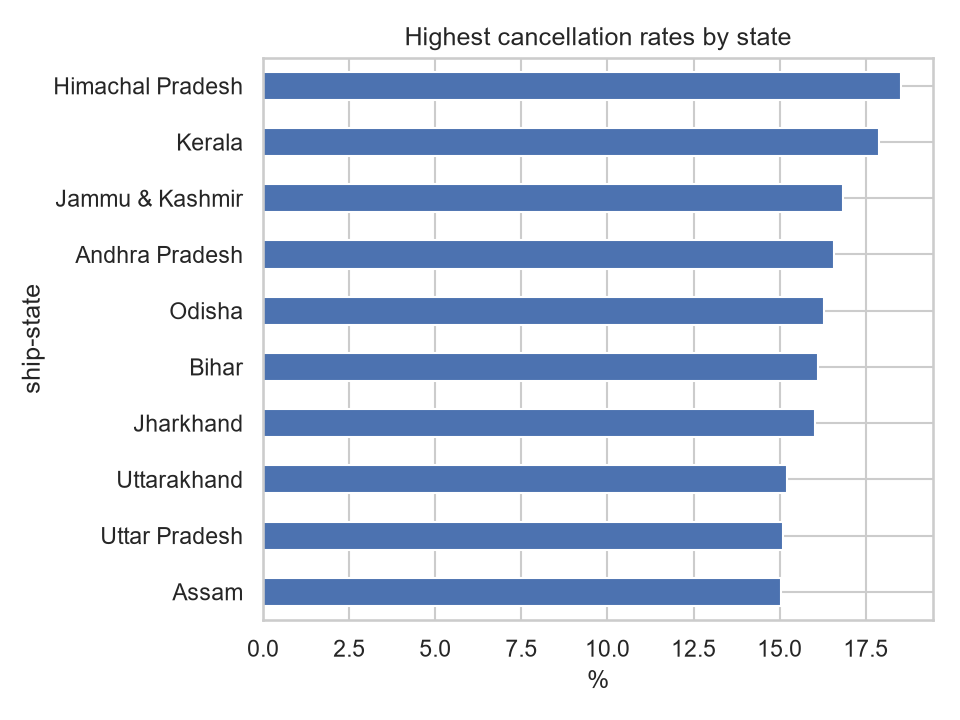 Highest cancellation rates by state
Himachal Pradesh
Kerala
Jammu & Kashmir
Andhra Pradesh
Odisha
Bihar
Jharkhand
Uttarakhand
Uttar Pradesh
Assam
ship-state
0.0 2.5 5.0 7.5 10.0 12.5 15.0 17.5
%